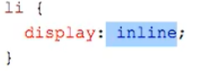 li {
display: inline;
}